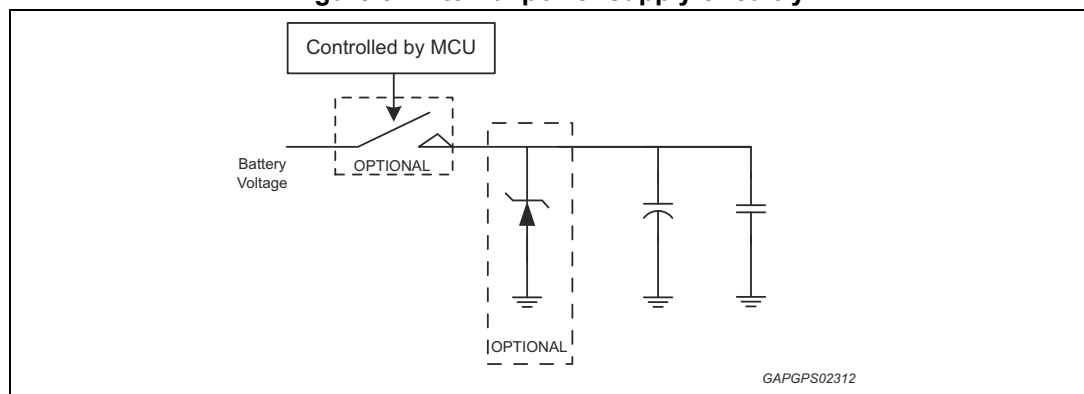 Controlled by MCU
OPTIONAL
Battery
Voltage
OPTIONAL
GAPGPS02312